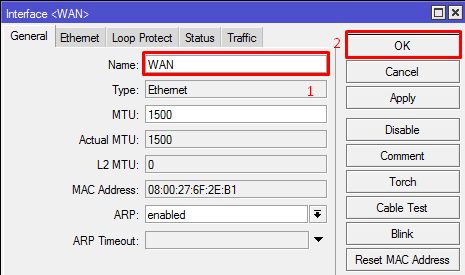 Interface <WAN>
General Ethernet Loop Protect Status Traffic
Name: WAN
Type: Ethernet
1
MTU: 1500
Actual MTU: 1500
L2 MTU: 0
MAC Address: 08:00:27:6F:2E:B1
ARP: enabled
ARP Timeout:
2
OK
Cancel
Apply
Disable
Comment
Torch
Cable Test
Blink
Reset MAC Address